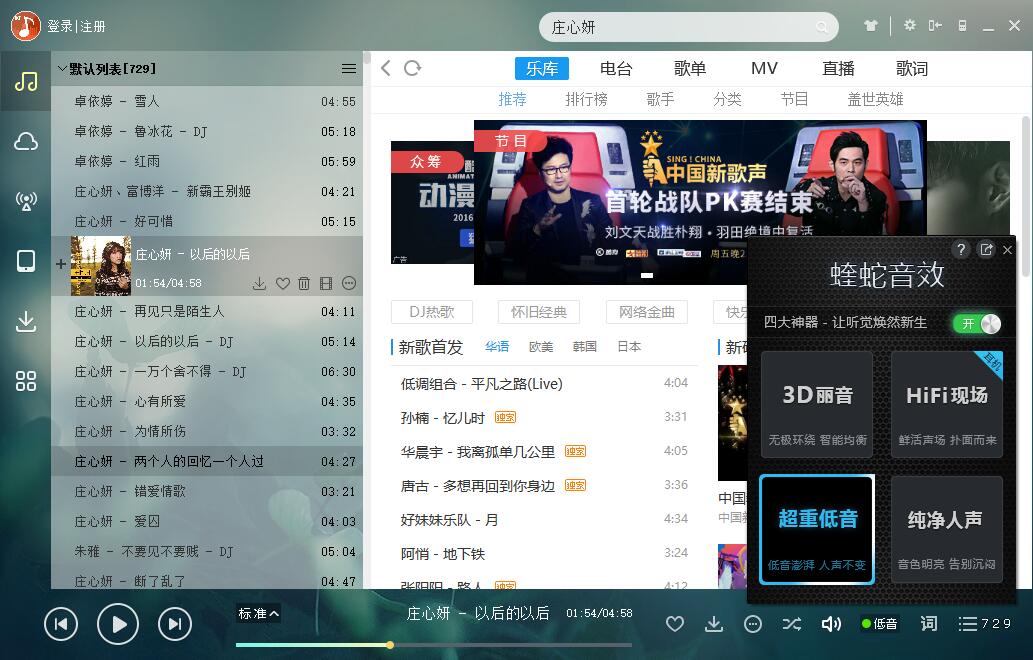 登录|注册
庄心妍
默认列表[729]
卓依婷 - 雪人 04:55
卓依婷 - 鲁冰花 - DJ 05:18
卓依婷 - 红雨 05:59
庄心妍、富博洋 - 新霸王别姬 04:21
庄心妍 - 好可惜 05:15
庄心妍 - 以后的以后
01:54/04:58
庄心妍 - 再见只是陌生人 04:11
庄心妍 - 以后的以后 - DJ 05:14
庄心妍 - 一万个舍不得 - DJ 06:30
庄心妍 - 心有所爱 04:35
庄心妍 - 为情所伤 03:32
庄心妍 - 两个人的回忆一个人过 04:27
庄心妍 - 错爱情歌 03:21
庄心妍 - 爱囚 04:03
朱雅 - 不要见不要贱 - DJ 05:04
庄心妍 - 断了乱了 04:47
乐库 电台 歌单 MV 直播 歌词
推荐 排行榜 歌手 分类 节目 盖世英雄
众筹
动漫
2016
广告
节目
SING! CHINA
中国新歌声
首轮战队PK赛结束
刘文天战胜朴翔·羽田绝境中复活
周五晚2
DJ热歌 怀旧经典 网络金曲 快乐
新歌首发 华语 欧美 韩国 日本
低调组合 - 平凡之路(Live) 4:04
孙楠 - 忆儿时 独家 3:31
华晨宇 - 我离孤单几公里 独家 4:05
唐古 - 多想再回到你身边 独家 3:36
好妹妹乐队 - 月 4:34
阿悄 - 地下铁 3:24
张阳阳 - 路人 独家 4:12
新
中国
中国新
? ×
蝰蛇音效
四大神器 - 让听觉焕然新生 开
3D丽音
无极环绕 智能均衡
耳机
HiFi现场
鲜活声场 扑面而来
超重低音
低音澎湃 人声不变
纯净人声
音色明亮 告别沉闷
标准
庄心妍 - 以后的以后 01:54/04:58
低音
词
729